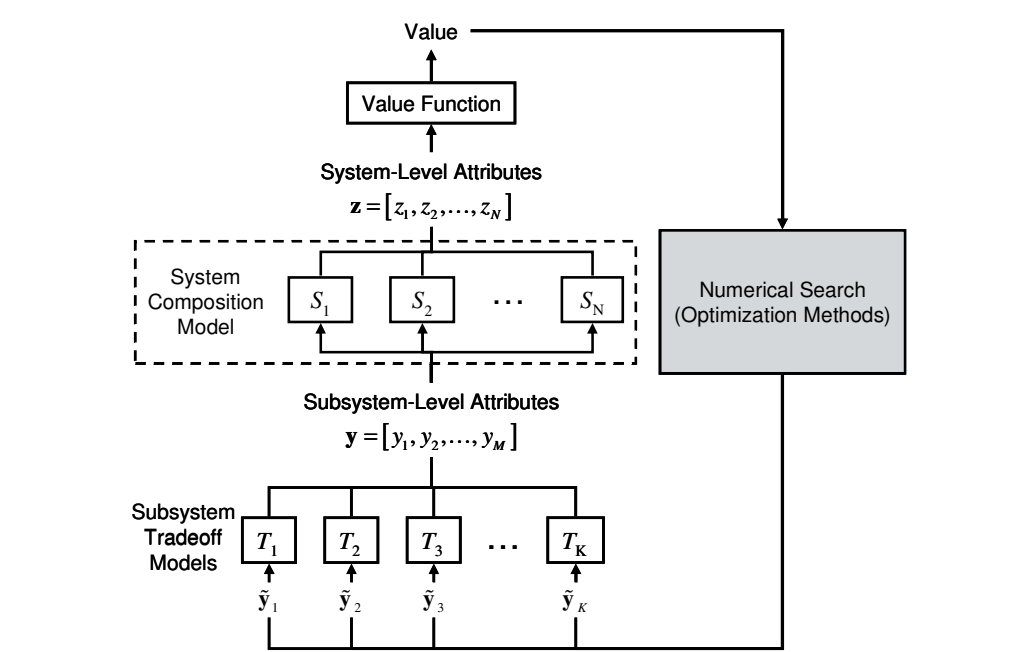 Value
Value Function
System-Level Attributes
z = [z₁, z₂,…, z_N]
System
Composition
Model
S₁ S₂ ... S_N
Numerical Search
(Optimization Methods)
Subsystem-Level Attributes
y = [y₁, y₂,…, y_M]
Subsystem
Tradeoff
Models
T₁ T₂ T₃ ... T_K
ỹ₁ ỹ₂ ỹ₃ ỹ_K